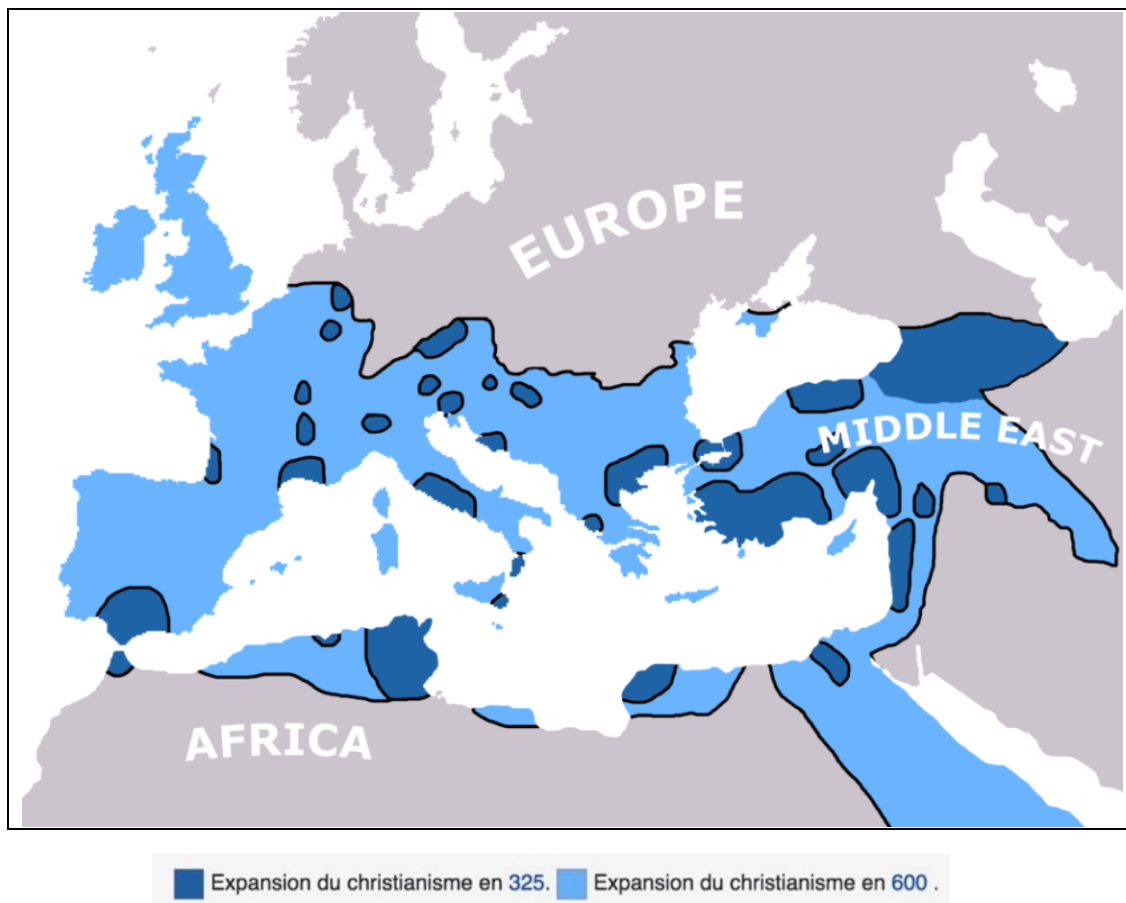 EUROPE
MIDDLE EAST
AFRICA
Expansion du christianisme en 325. Expansion du christianisme en 600 .